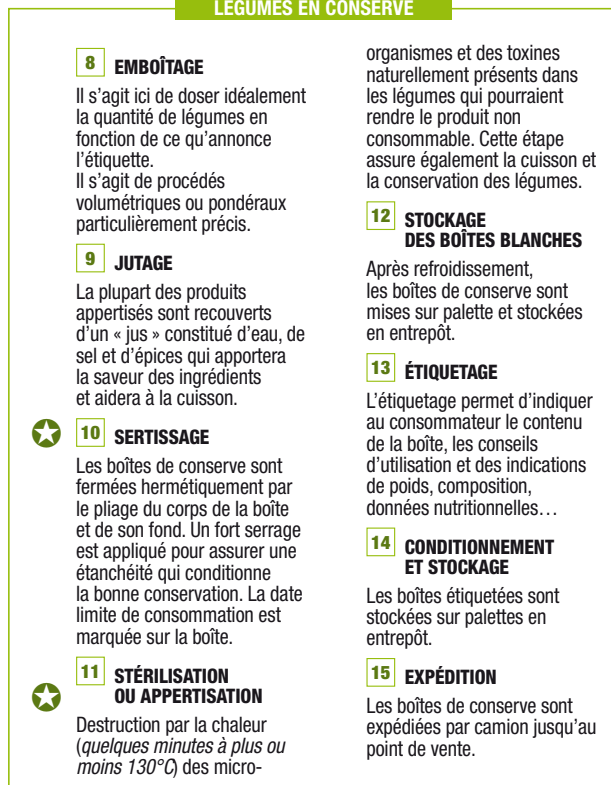 LÉGUMES EN CONSERVE
8 EMBOÎTAGE
Il s’agit ici de doser idéalement
la quantité de légumes en
fonction de ce qu’annonce
l’étiquette.
Il s’agit de procédés
volumétriques ou pondéraux
particulièrement précis.
9 JUTAGE
La plupart des produits
appertisés sont recouverts
d’un « jus » constitué d’eau, de
sel et d’épices qui apportera
la saveur des ingrédients
et aidera à la cuisson.
10 SERTISSAGE
Les boîtes de conserve sont
fermées hermétiquement par
le pliage du corps de la boîte
et de son fond. Un fort serrage
est appliqué pour assurer une
étanchéité qui conditionne
la bonne conservation. La date
limite de consommation est
marquée sur la boîte.
11 STÉRILISATION
OU APPERTISATION
Destruction par la chaleur
(quelques minutes à plus ou
moins 130°C) des micro-
organismes et des toxines
naturellement présents dans
les légumes qui pourraient
rendre le produit non
consommable. Cette étape
assure également la cuisson et
la conservation des légumes.
12 STOCKAGE
DES BOÎTES BLANCHES
Après refroidissement,
les boîtes de conserve sont
mises sur palette et stockées
en entrepôt.
13 ÉTIQUETAGE
L’étiquetage permet d’indiquer
au consommateur le contenu
de la boîte, les conseils
d’utilisation et des indications
de poids, composition,
données nutritionnelles…
14 CONDITIONNEMENT
ET STOCKAGE
Les boîtes étiquetées sont
stockées sur palettes en
entrepôt.
15 EXPÉDITION
Les boîtes de conserve sont
expédiées par camion jusqu’au
point de vente.